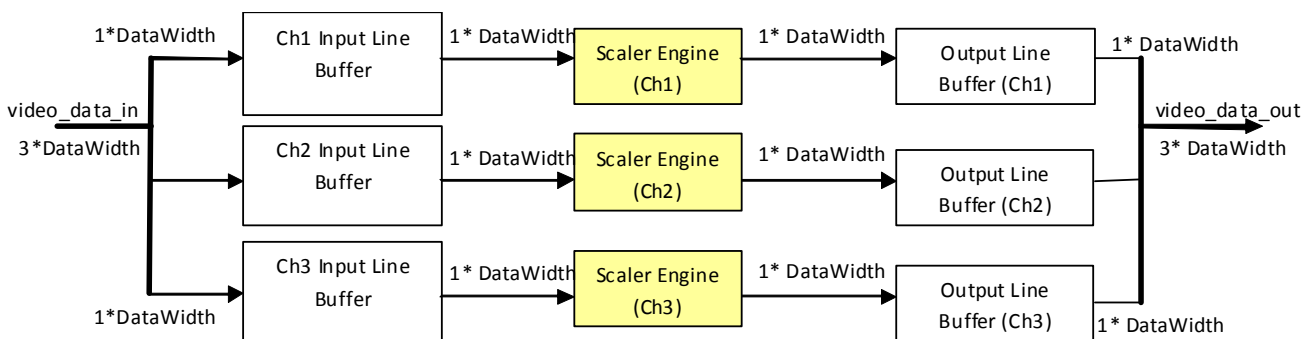 1*DataWidth
Ch1 Input Line
Buffer
1* DataWidth
Scaler Engine
(Ch1)
1* DataWidth
Output Line
Buffer (Ch1)
1* DataWidth
video_data_in
3*DataWidth
video_data_out
3* DataWidth
Ch2 Input Line
Buffer
1* DataWidth
Scaler Engine
(Ch2)
1* DataWidth
Output Line
Buffer (Ch2)
Ch3 Input Line
Buffer
1*DataWidth
1* DataWidth
Scaler Engine
(Ch3)
1* DataWidth
Output Line
Buffer (Ch3)
1* DataWidth